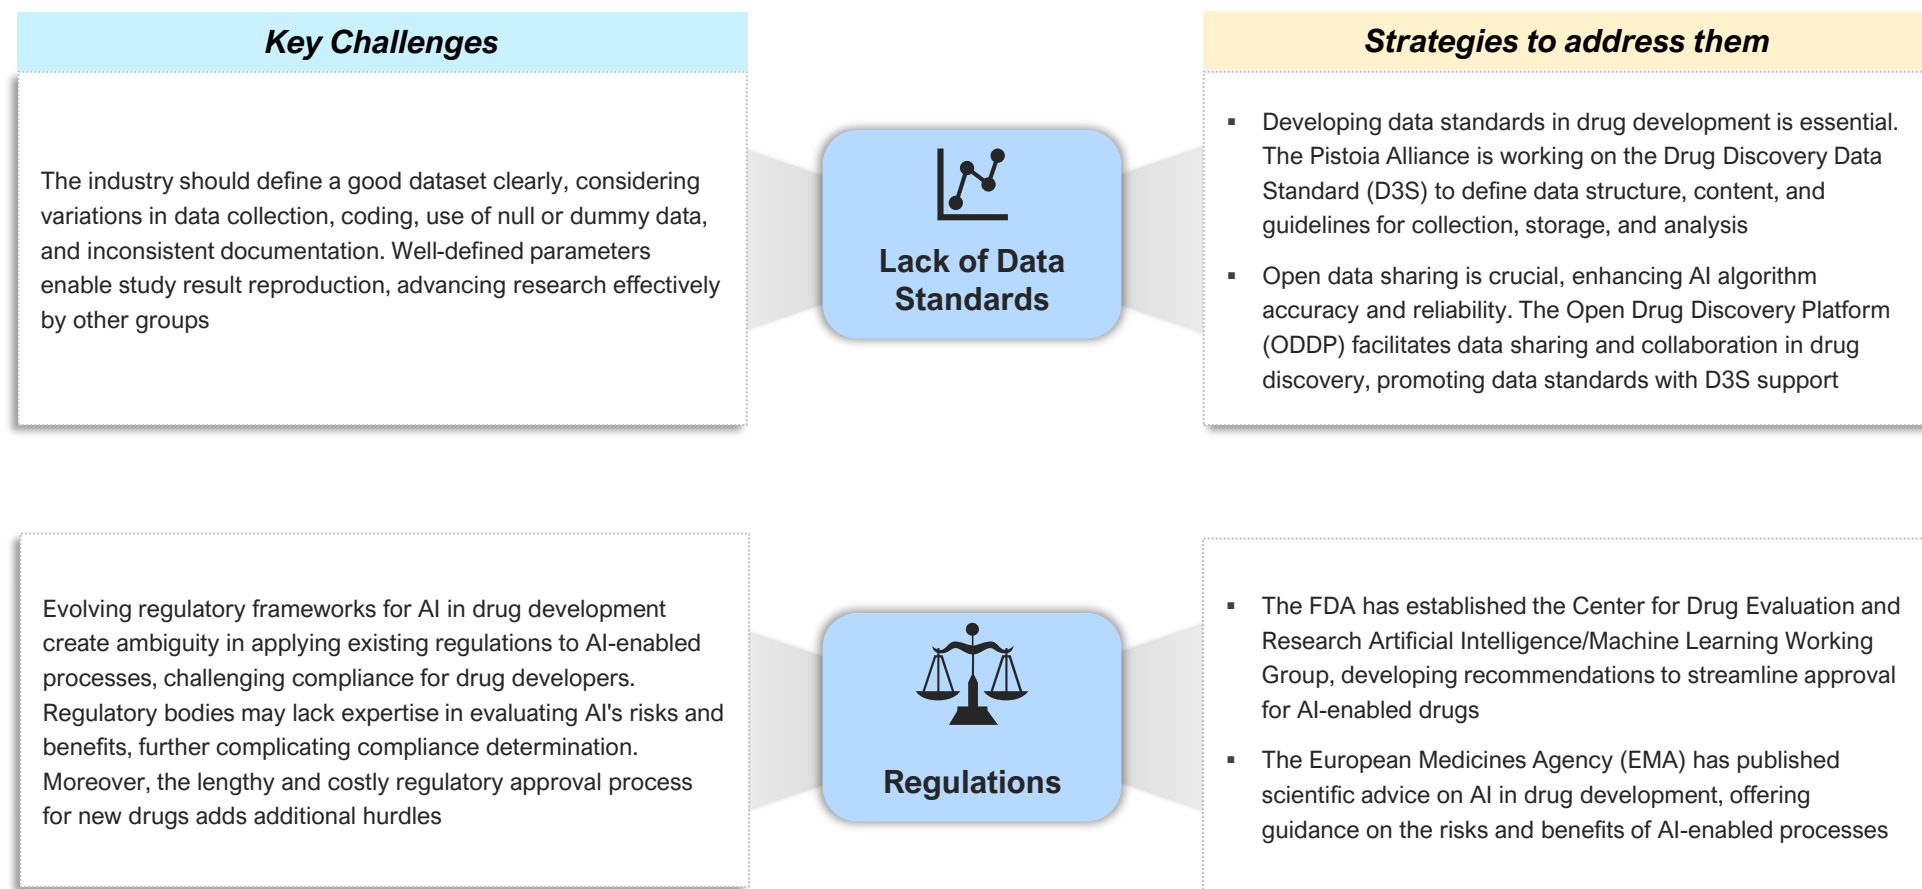 Key Challenges
Strategies to address them
The industry should define a good dataset clearly, considering
variations in data collection, coding, use of null or dummy data,
and inconsistent documentation. Well-defined parameters
enable study result reproduction, advancing research effectively
by other groups
Lack of Data
Standards
▪ Developing data standards in drug development is essential.
The Pistoia Alliance is working on the Drug Discovery Data
Standard (D3S) to define data structure, content, and
guidelines for collection, storage, and analysis
▪ Open data sharing is crucial, enhancing AI algorithm
accuracy and reliability. The Open Drug Discovery Platform
(ODDP) facilitates data sharing and collaboration in drug
discovery, promoting data standards with D3S support
Evolving regulatory frameworks for AI in drug development
create ambiguity in applying existing regulations to AI-enabled
processes, challenging compliance for drug developers.
Regulatory bodies may lack expertise in evaluating AI's risks and
benefits, further complicating compliance determination.
Moreover, the lengthy and costly regulatory approval process
for new drugs adds additional hurdles
Regulations
▪ The FDA has established the Center for Drug Evaluation and
Research Artificial Intelligence/Machine Learning Working
Group, developing recommendations to streamline approval
for AI-enabled drugs
▪ The European Medicines Agency (EMA) has published
scientific advice on AI in drug development, offering
guidance on the risks and benefits of AI-enabled processes